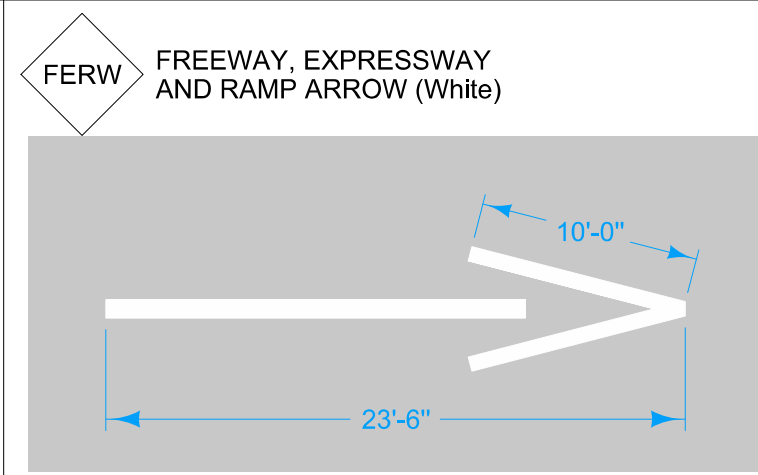 FERW
FREEWAY, EXPRESSWAY
AND RAMP ARROW (White)
10'-0"
23'-6"